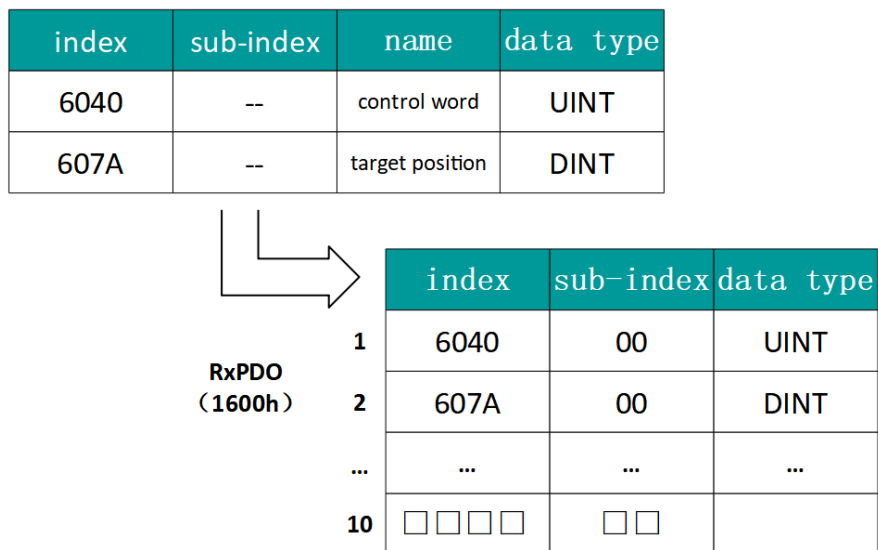 index sub-index name data type
6040 -- control word UINT
607A -- target position DINT
index sub-index data type
1 6040 00 UINT
RxPDO
（1600h）
2 607A 00 DINT
... ... ... ...
10 □□□□ □□